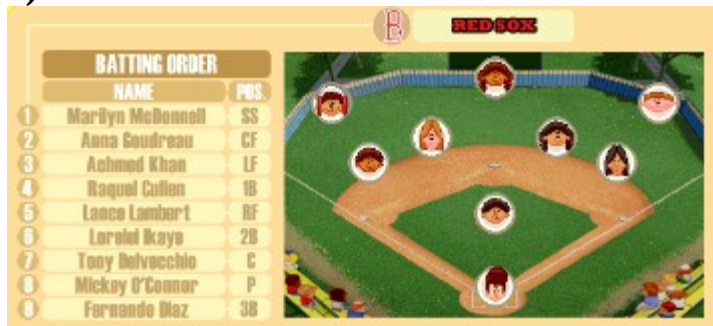 B RED SOX
BATTING ORDER
NAME POS.
1 Marilyn McDonnell SS
2 Anna Goudreau CF
3 Achmed Khan LF
4 Raquel Cullen 1B
5 Lance Lambert RF
6 Lorelei Ikaye 2B
7 Tony Delvecchio C
8 Mickey O'Connor P
9 Fernando Diaz 3B